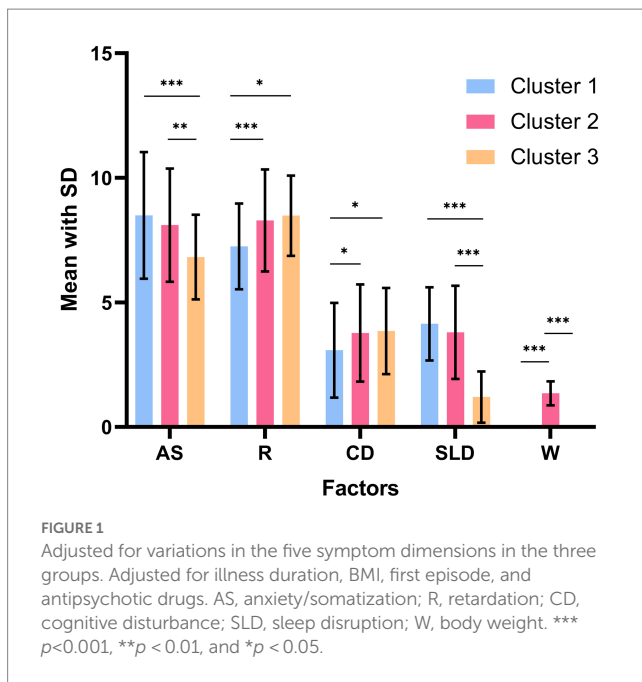 15
10
5
0
Mean with SD
Cluster 1
Cluster 2
Cluster 3
*** *
** ***
* ***
* ***
***
***
AS R CD SLD W
Factors
FIGURE 1
Adjusted for variations in the five symptom dimensions in the three
groups. Adjusted for illness duration, BMI, first episode, and
antipsychotic drugs. AS, anxiety/somatization; R, retardation; CD,
cognitive disturbance; SLD, sleep disruption; W, body weight. ***
p<0.001, **p < 0.01, and *p < 0.05.